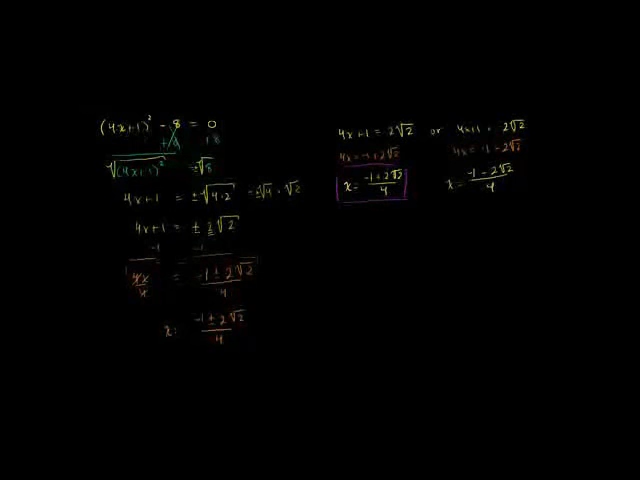 (4x+1)² - 8 = 0
+8 +8
√(4x+1)² ±√8
4x+1 = ±√4·2 = ±√4 · √2
4x+1 = ± 2√2
-1 -1
4x/4 = -1 ± 2√2/4
x = -1 ± 2√2/4
4x+1 = 2√2 or 4x+1 = -2√2
4x = -1+2√2 4x = -1 - 2√2
x = -1 + 2√2/4 x = -1 - 2√2/4